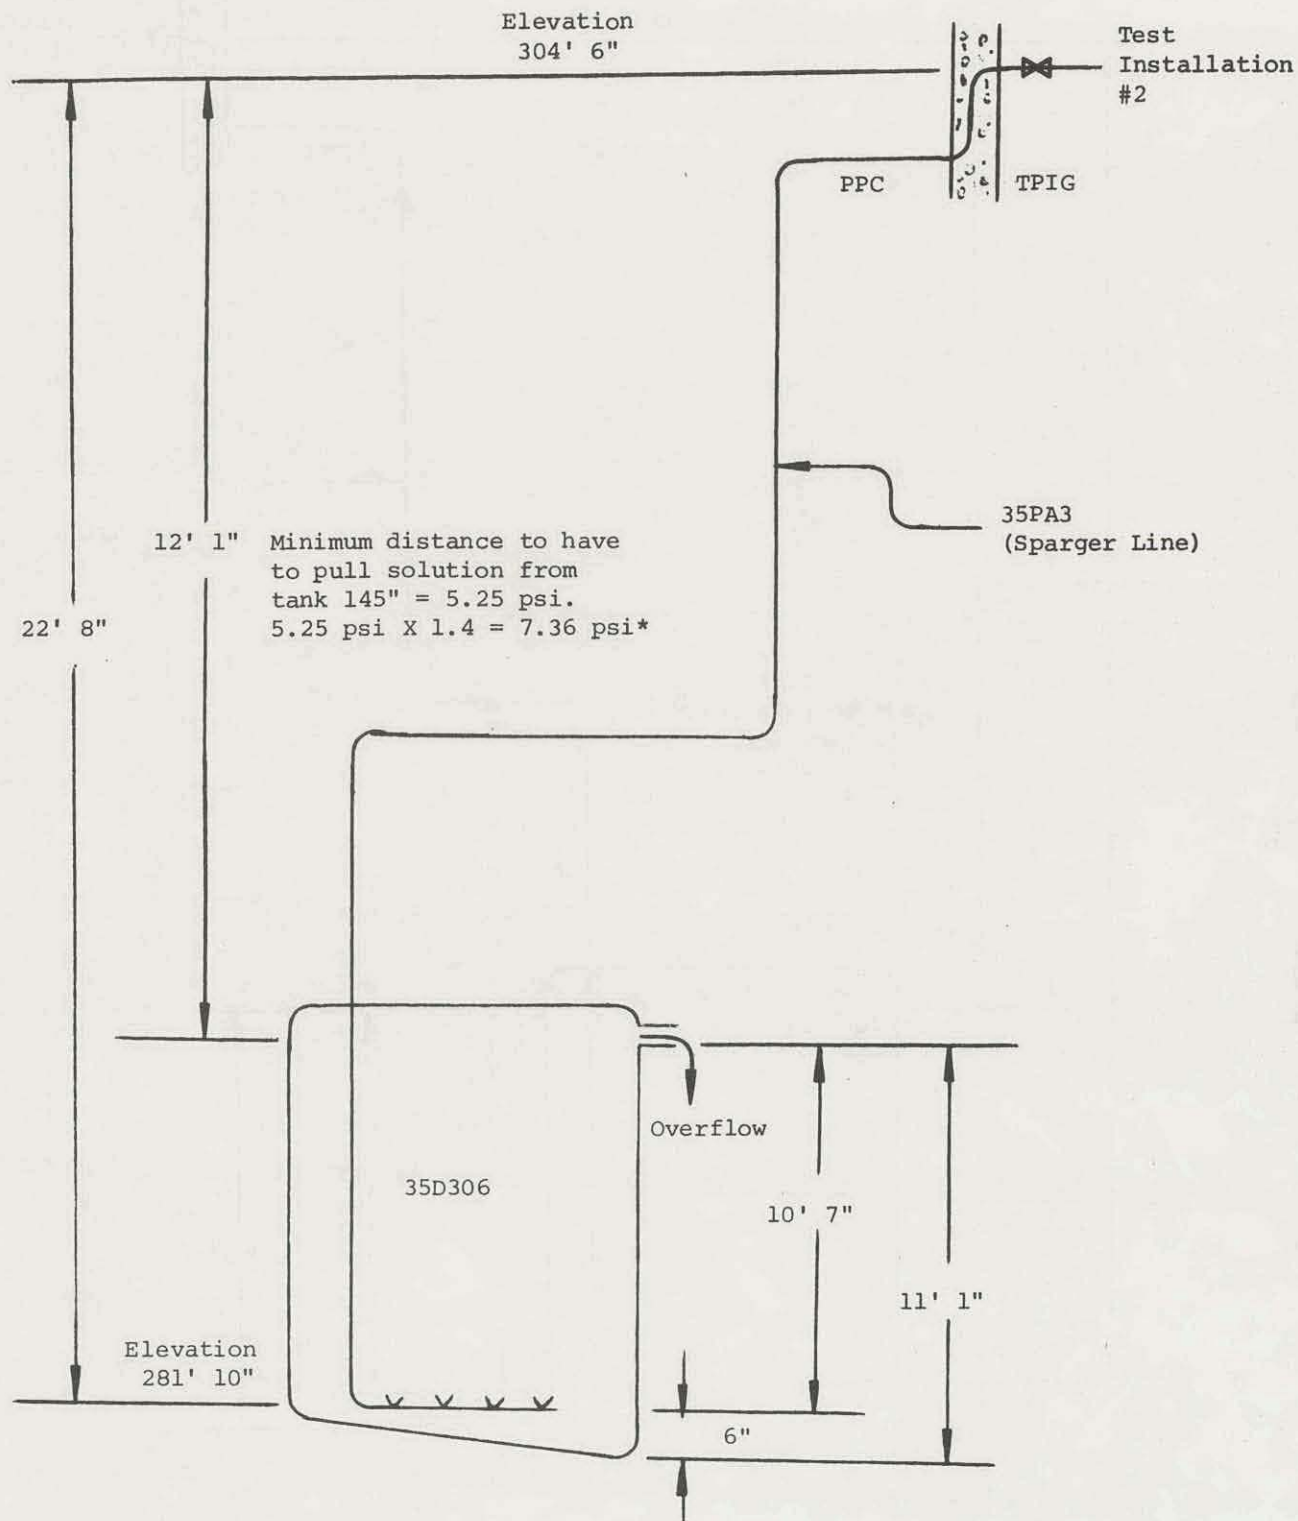 Elevation
304' 6"
Test
Installation
#2
PPC
TPIG
35PA3
(Sparger Line)
12' 1" Minimum distance to have
to pull solution from
tank 145" = 5.25 psi.
5.25 psi X 1.4 = 7.36 psi*
22' 8"
Overflow
35D306
10' 7"
11' 1"
Elevation
281' 10"
6"